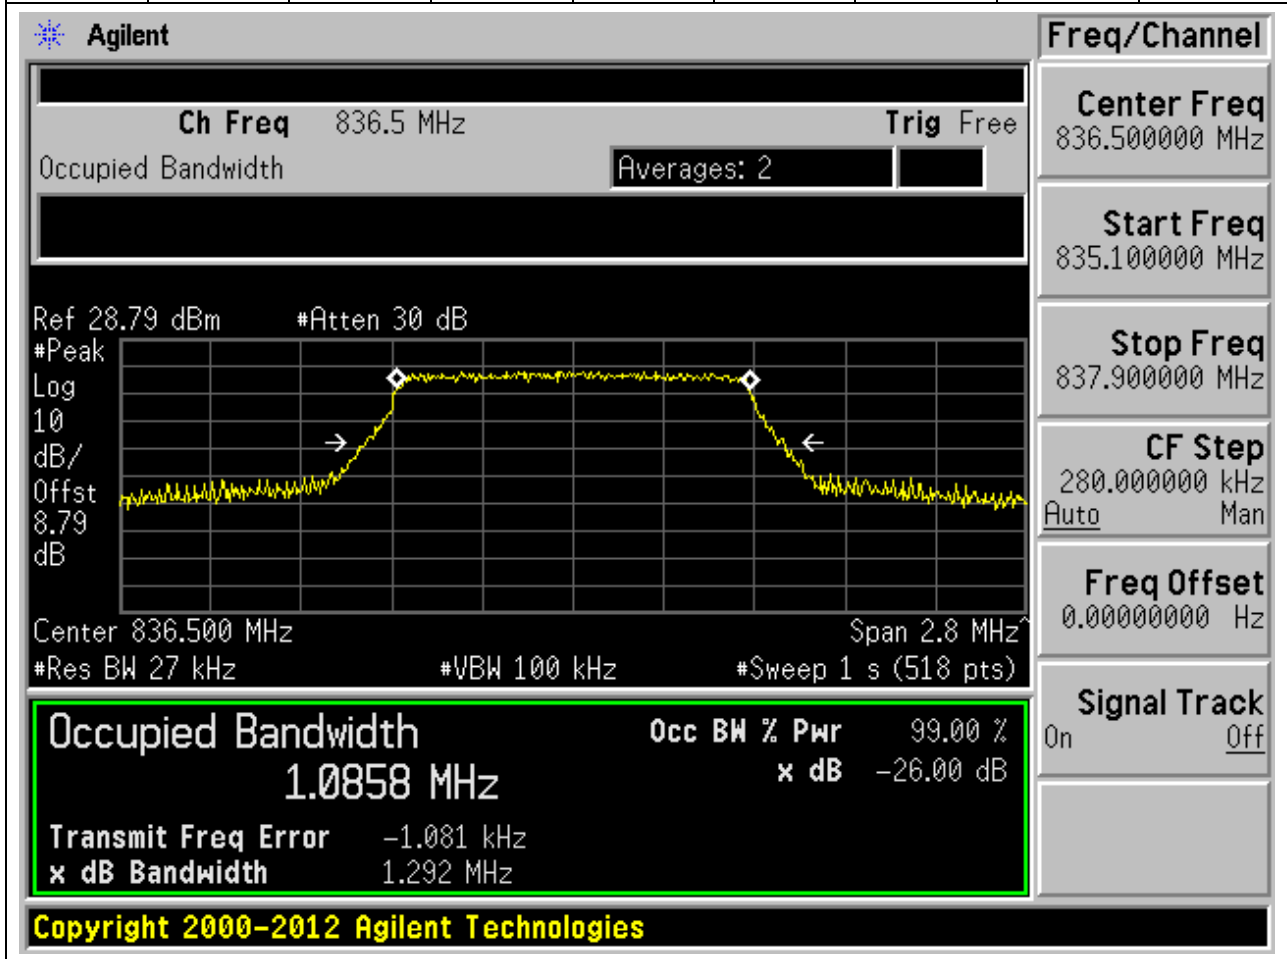 Agilent
Freq/Channel
Ch Freq 836.5 MHz Trig Free
Occupied Bandwidth Averages: 2
Center Freq
836.500000 MHz
Start Freq
835.100000 MHz
Stop Freq
837.900000 MHz
CF Step
280.000000 kHz
Auto Man
Freq Offset
0.00000000 Hz
Signal Track
On Off
Ref 28.79 dBm #Atten 30 dB
#Peak
Log
10
dB/
Offst
8.79
dB
Center 836.500 MHz Span 2.8 MHz^
#Res BW 27 kHz #VBW 100 kHz #Sweep 1 s (518 pts)
Occupied Bandwidth Occ BW % Pwr 99.00 %
1.0858 MHz x dB -26.00 dB
Transmit Freq Error -1.081 kHz
x dB Bandwidth 1.292 MHz
Copyright 2000-2012 Agilent Technologies